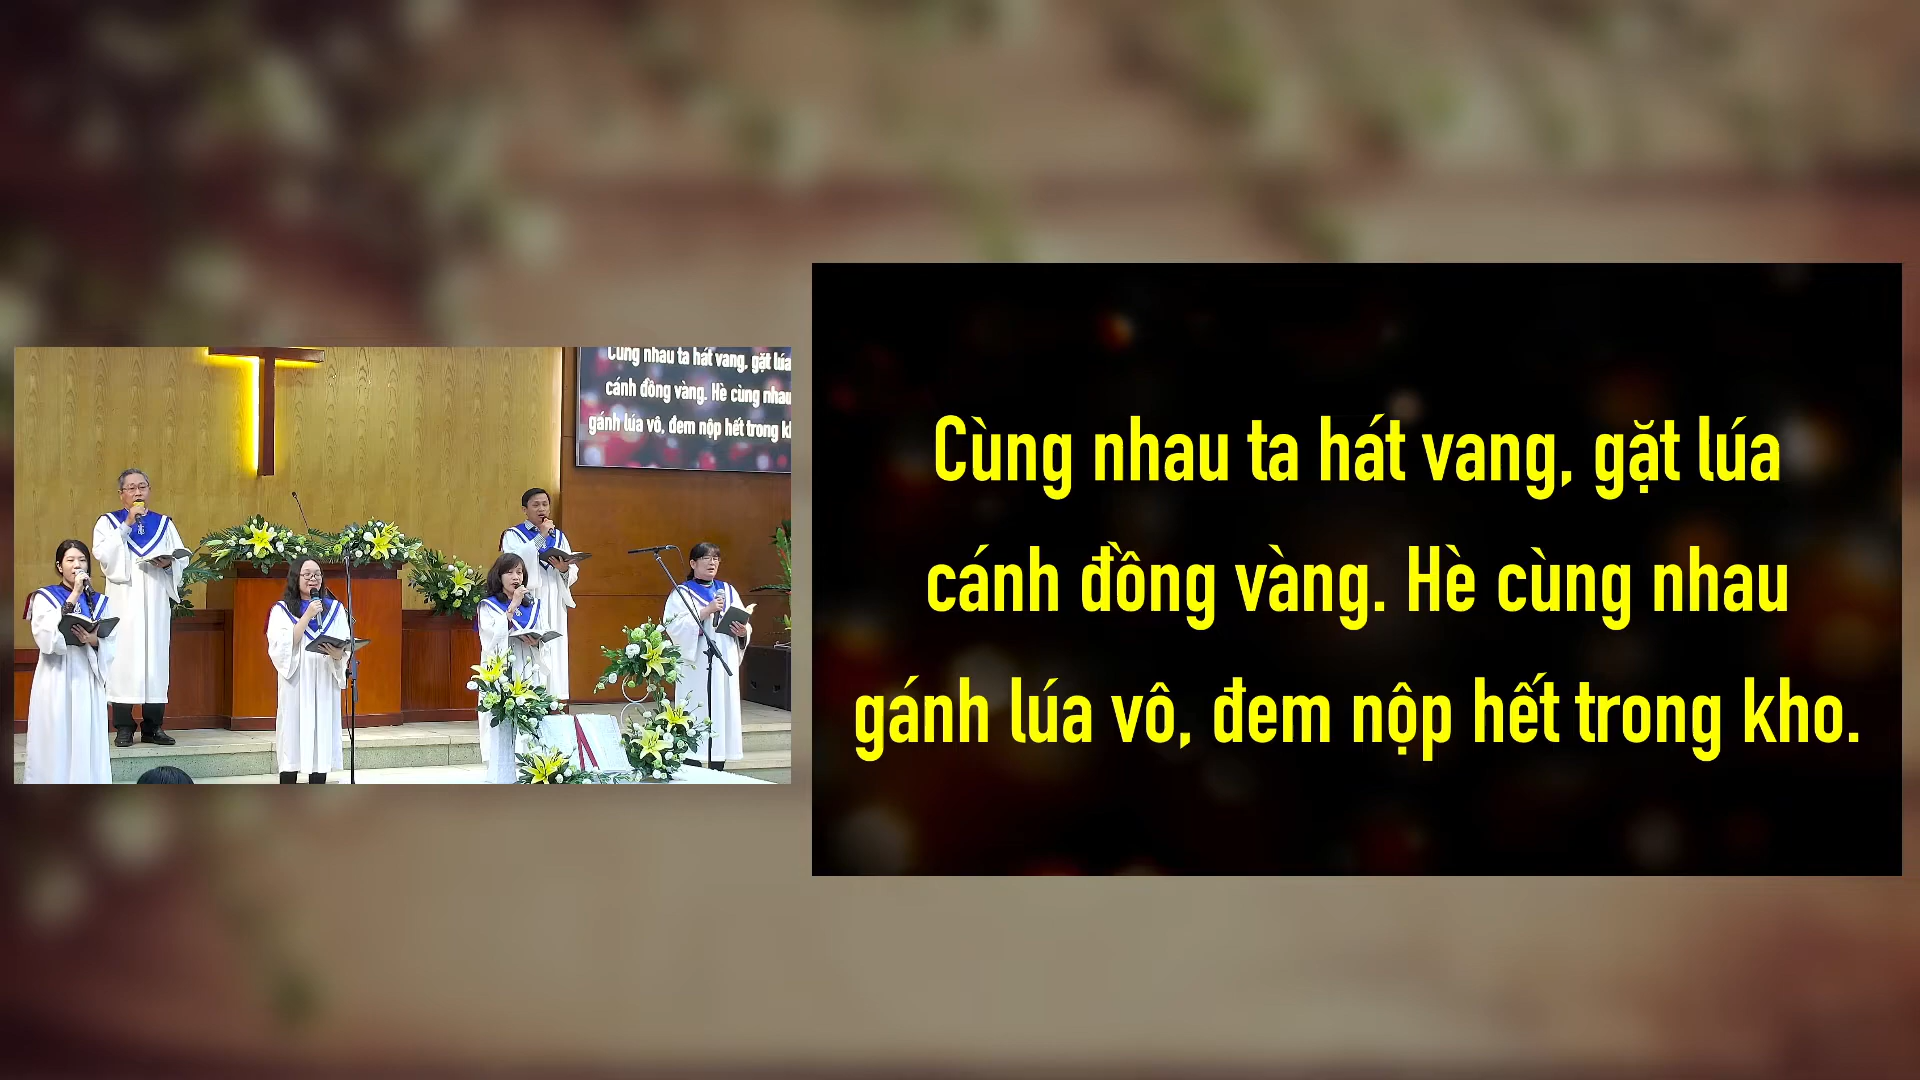 Cùng nhau ta hát vang, gặt lúa
cánh đồng vàng. Hè cùng nhau
gánh lúa vô, đem nộp hết trong kho.
Cùng nhau ta hát vang, gặt lúa
cánh đồng vàng. Hè cùng nhau
gánh lúa vô, đem nộp hết trong